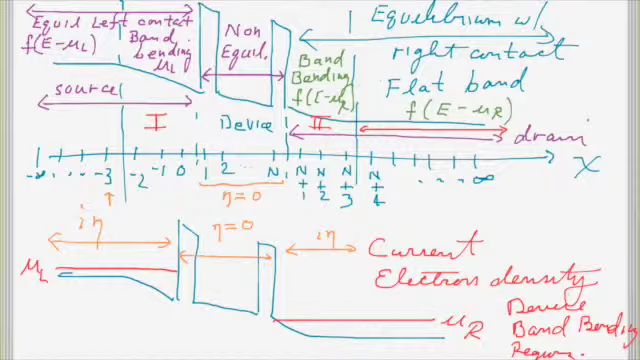 Equil Left contact
f(E-μL) Band bending μL
Non Equil.
Equilibrium w/ right contact
Flat band
f(E-μR)
Band Bending
f(E-μR)
source
I
Device
II
drain
-∞ ... -3 -2 -1 0 1 2 ... N N+1 N+2 N+3 N+4 ... ∞
X
η=0
iη
η=0
iη
μL
μR
Current
Electron density
Device
Band Bending
Region.